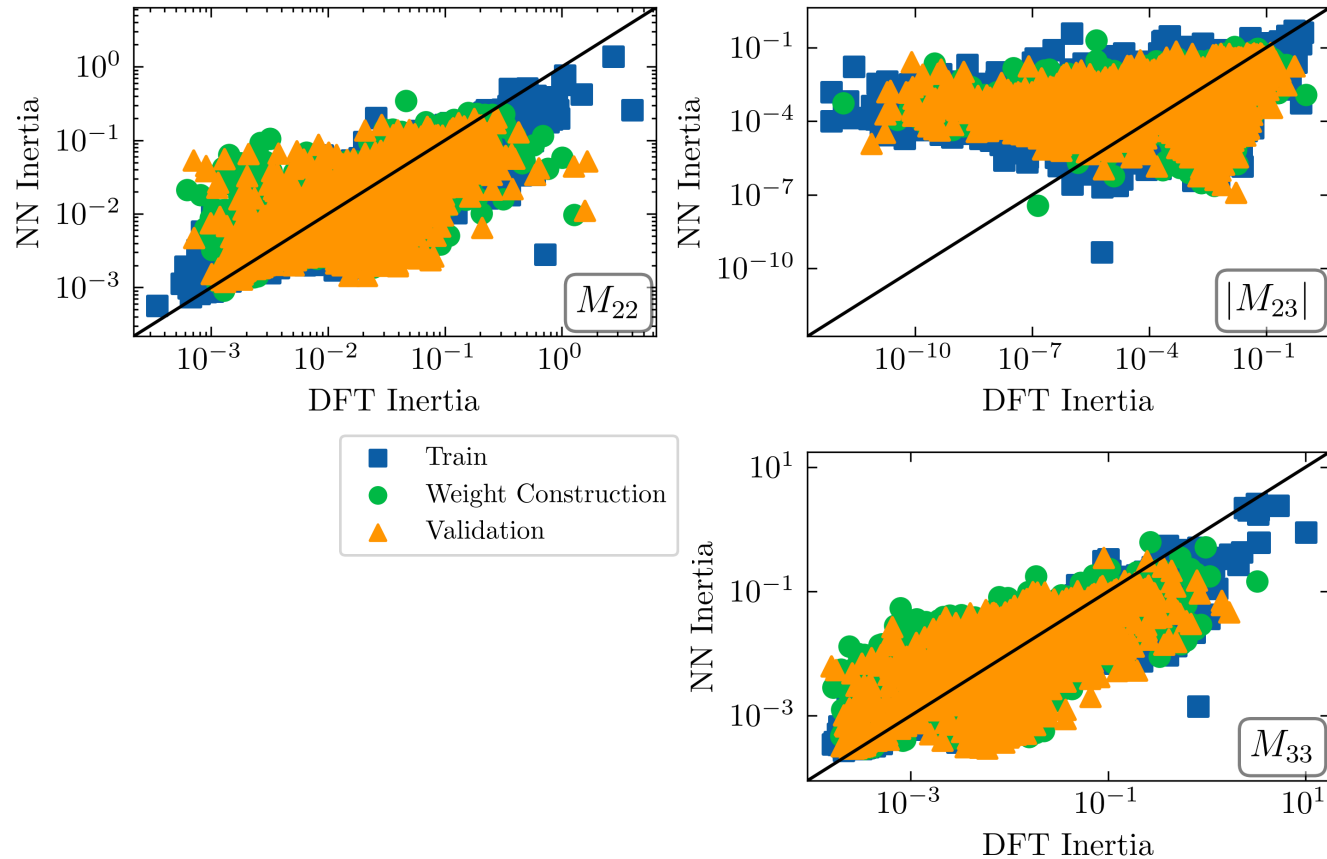 10^0
10^-1
10^-2
10^-3
NN Inertia
M_22
10^-3 10^-2 10^-1 10^0
DFT Inertia
10^-1
10^-4
10^-7
10^-10
NN Inertia
|M_23|
10^-10 10^-7 10^-4 10^-1
DFT Inertia
Train
Weight Construction
Validation
10^1
10^-1
10^-3
NN Inertia
M_33
10^-3 10^-1 10^1
DFT Inertia